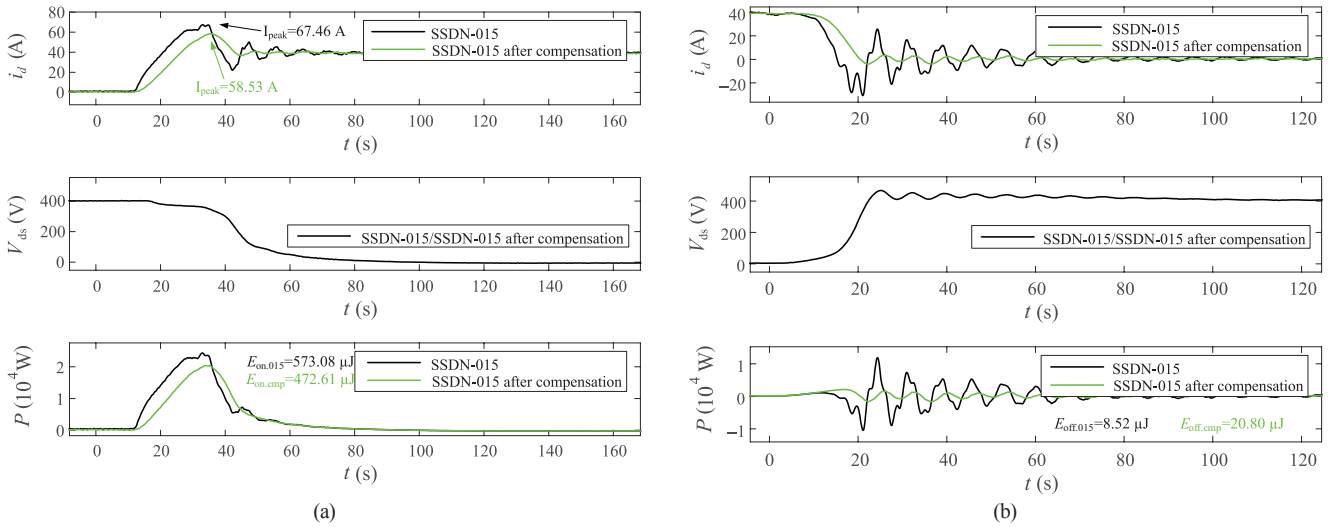 80
60
40
20
0
i_d (A)
I_peak=67.46 A
I_peak=58.53 A
SSDN-015
SSDN-015 after compensation
0 20 40 60 80 100 120 140 160
t (s)
400
200
0
V_ds (V)
SSDN-015/SSDN-015 after compensation
0 20 40 60 80 100 120 140 160
t (s)
2
1
0
P (10^4 W)
E_on.015=573.08 μJ
E_on.cmp=472.61 μJ
SSDN-015
SSDN-015 after compensation
0 20 40 60 80 100 120 140 160
t (s)
(a)
40
20
0
−20
i_d (A)
SSDN-015
SSDN-015 after compensation
0 20 40 60 80 100 120
t (s)
400
200
0
V_ds (V)
SSDN-015/SSDN-015 after compensation
0 20 40 60 80 100 120
t (s)
1
0
−1
P (10^4 W)
SSDN-015
SSDN-015 after compensation
E_off.015=8.52 μJ
E_off.cmp=20.80 μJ
0 20 40 60 80 100 120
t (s)
(b)